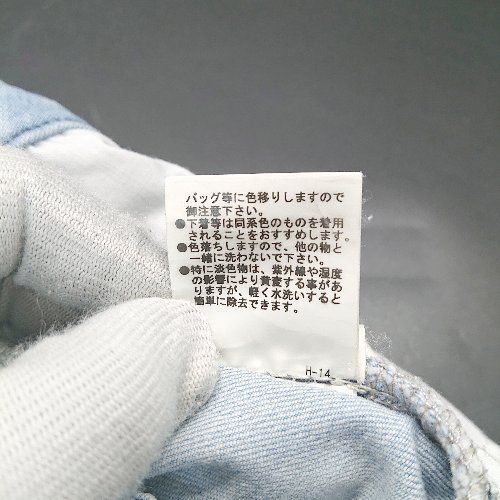 バッグ等に色移りしますので
御注意下さい。
●下着等は同系色のものを着用
されることをおすすめします。
●色落ちしますので、他の物と
一緒に洗わないで下さい。
●特に淡色物は、紫外線や湿度
の影響により黄変する事があ
りますが、軽く水洗いすると
簡単に除去できます。
H-14